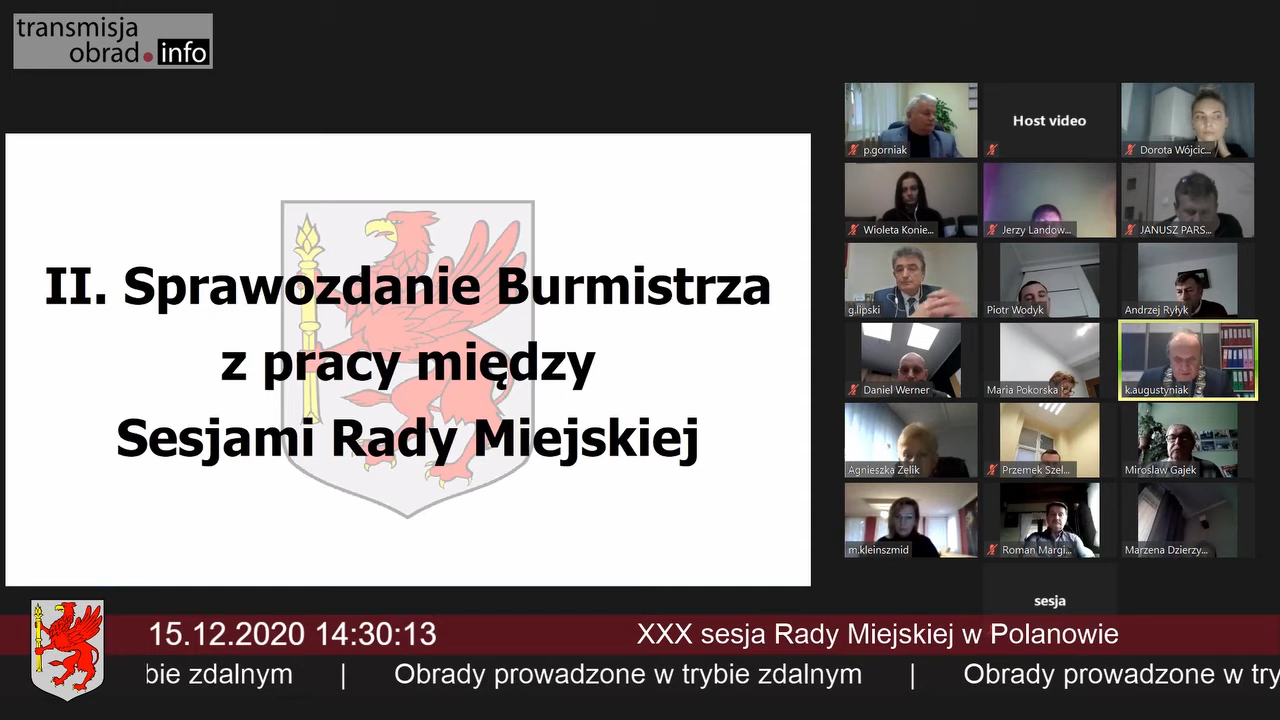 transmisja
obrad.info
II. Sprawozdanie Burmistrza
z pracy między
Sesjami Rady Miejskiej
p.gorniak
Host video
Dorota Wójcic...
Wioleta Konie...
Jerzy Landow...
JANUSZ PARS...
g.lipski
Piotr Wodyk
Andrzej Ryłyk
Daniel Werner
Maria Pokorska
k.augustyniak
Agnieszka Żelik
Przemek Szel...
Miroslaw Gajek
m.kleinszmid
Roman Margi...
Marzena Dzierzy...
sesja
15.12.2020 14:30:13
XXX sesja Rady Miejskiej w Polanowie
bie zdalnym | Obrady prowadzone w trybie zdalnym | Obrady prowadzone w try